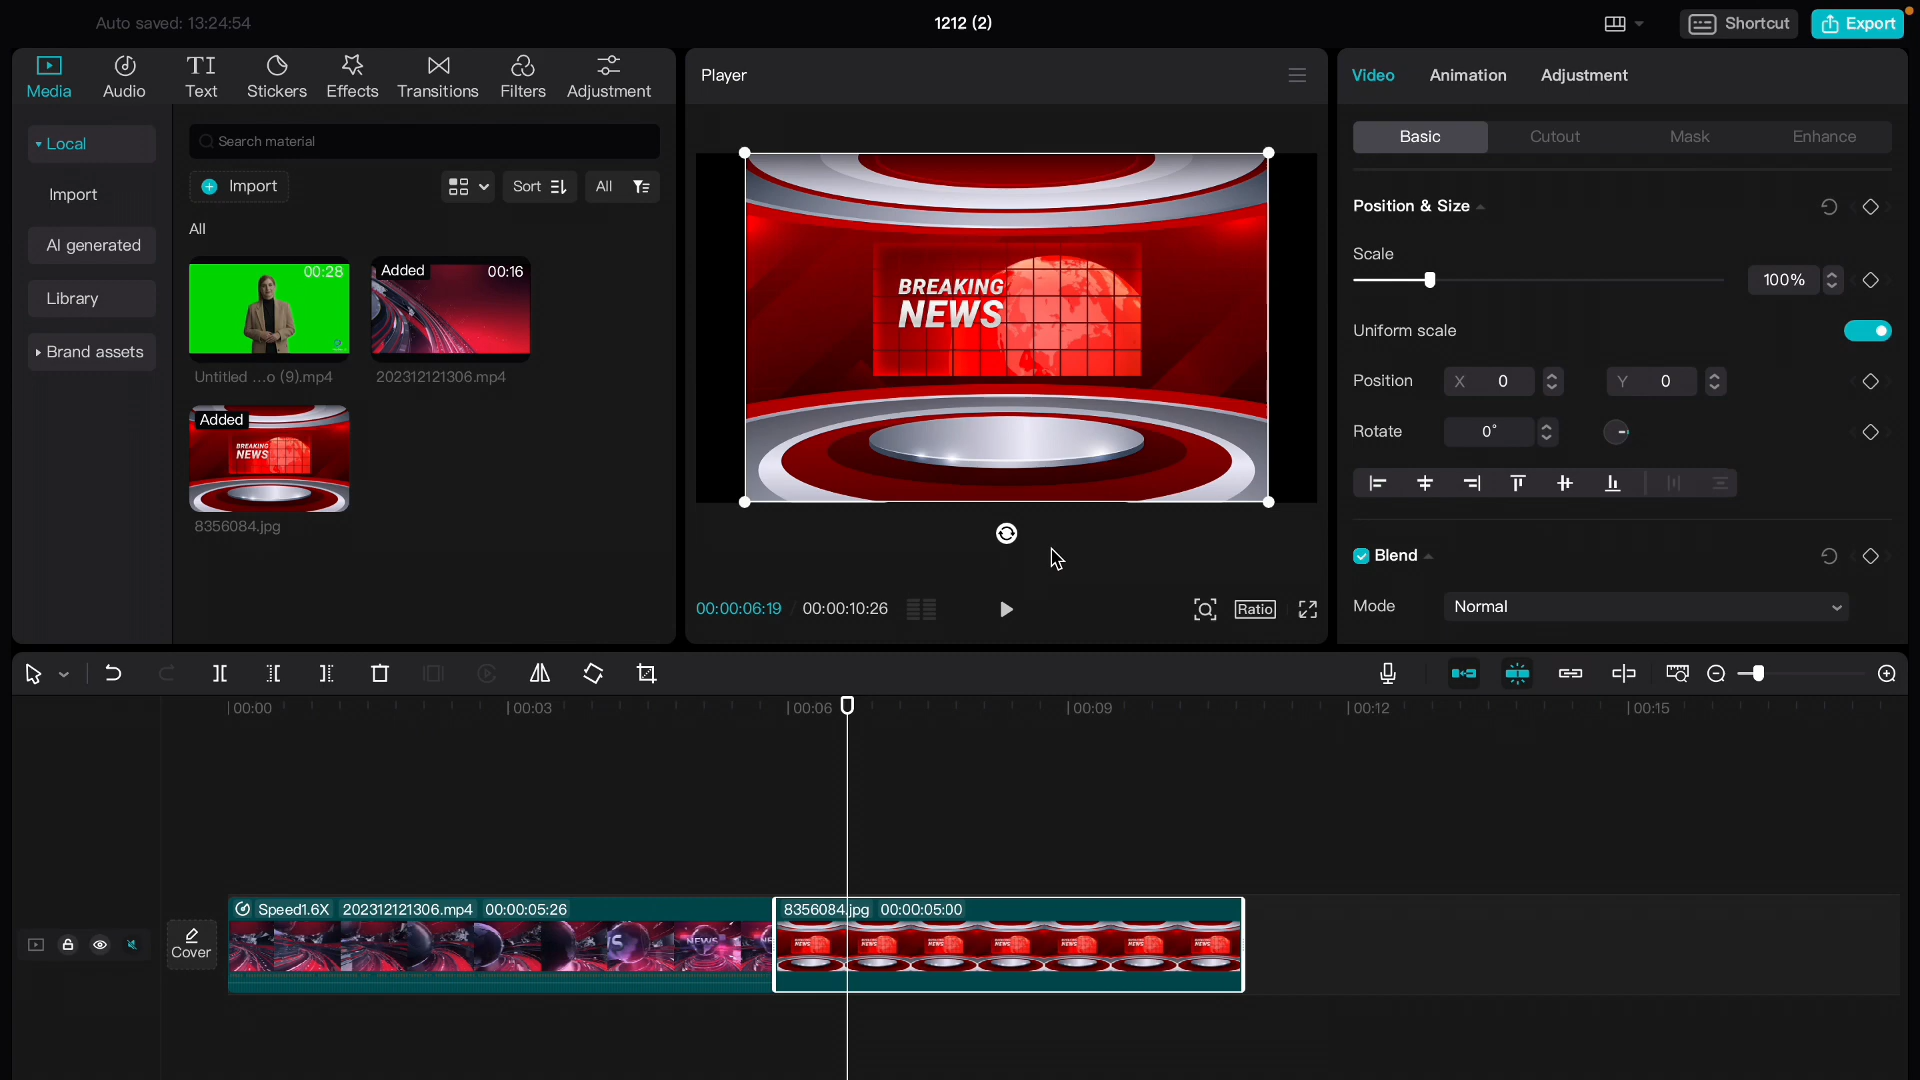 Auto saved: 13:24:54
1212 (2)
Shortcut
Export
Media
Audio
Text
Stickers
Effects
Transitions
Filters
Adjustment
Local
Import
AI generated
Library
Brand assets
Search material
Import
Sort
All
All
00:28
Untitled ...o (9).mp4
Added
00:16
202312121306.mp4
Added
BREAKING
NEWS
8356084.jpg
Player
BREAKING
NEWS
00:00:06:19 / 00:00:10:26
Ratio
Video
Animation
Adjustment
Basic
Cutout
Mask
Enhance
Position & Size
Scale
100%
Uniform scale
Position
X 0
Y 0
Rotate
0°
Blend
Mode
Normal
00:00
00:03
00:06
00:09
00:12
00:15
Cover
Speed1.6X 202312121306.mp4 00:00:05:26
8356084.jpg 00:00:05:00